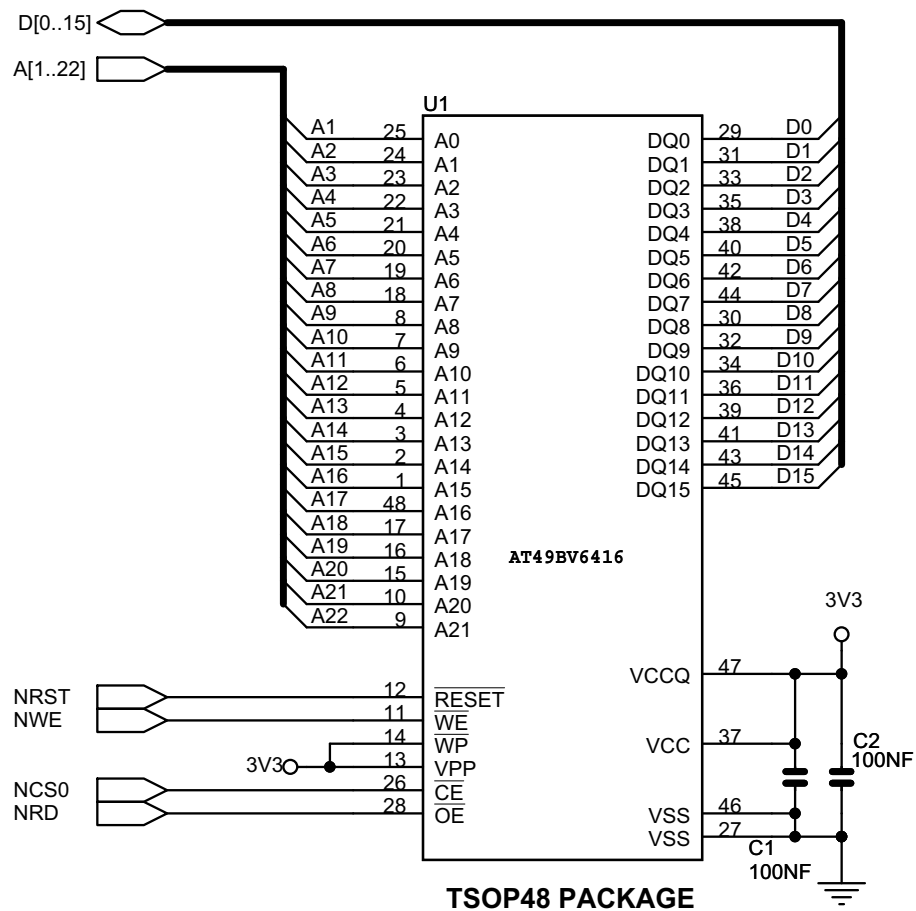 D[0..15]
A[1..22]
U1
A1 25 A0 DQ0 29 D0
A2 24 A1 DQ1 31 D1
A3 23 A2 DQ2 33 D2
A4 22 A3 DQ3 35 D3
A5 21 A4 DQ4 38 D4
A6 20 A5 DQ5 40 D5
A7 19 A6 DQ6 42 D6
A8 18 A7 DQ7 44 D7
A9 8 A8 DQ8 30 D8
A10 7 A9 DQ9 32 D9
A11 6 A10 DQ10 34 D10
A12 5 A11 DQ11 36 D11
A13 4 A12 DQ12 39 D12
A14 3 A13 DQ13 41 D13
A15 2 A14 DQ14 43 D14
A16 1 A15 DQ15 45 D15
A17 48 A16
A18 17 A17
A19 16 A18 AT49BV6416
A20 15 A19
A21 10 A20
A22 9 A21
3V3
VCCQ 47
NRST 12 RESET
NWE 11 WE
14 WP VCC 37 C2
3V3 13 VPP 100NF
NCS0 26 CE
NRD 28 OE VSS 46
VSS 27
C1
100NF
TSOP48 PACKAGE